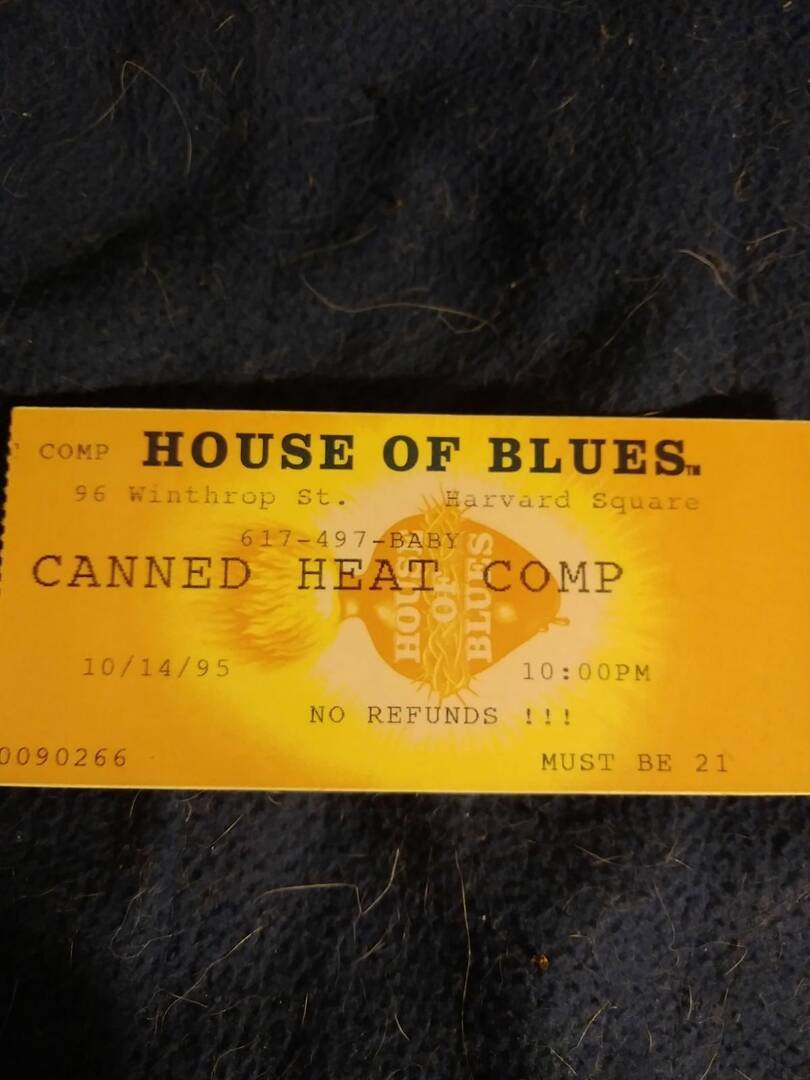 COMP HOUSE OF BLUES™
96 Winthrop St. Harvard Square
617-497-BABY
CANNED HEAT COMP
HOUSE
OF
BLUES
10/14/95 10:00PM
NO REFUNDS !!!
0090266 MUST BE 21